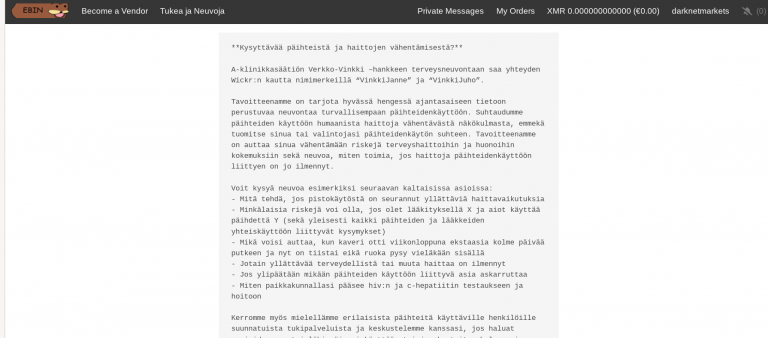 EBIN Become a Vendor Tukea ja Neuvoja Private Messages My Orders XMR 0.000000000000 (€0.00) darknetmarkets (0)
**Kysyttävää päihteistä ja haittojen vähentämisestä?**
A-klinikkasäätiön Verkko-Vinkki –hankkeen terveysneuvontaan saa yhteyden
Wickr:n kautta nimimerkeillä “VinkkiJanne” ja “VinkkiJuho”.
Tavoitteenamme on tarjota hyvässä hengessä ajantasaiseen tietoon
perustuvaa neuvontaa turvallisempaan päihteidenkäyttöön. Suhtaudumme
päihteiden käyttöön humaanista haittoja vähentävästä näkökulmasta, emmekä
tuomitse sinua tai valintojasi päihteidenkäytön suhteen. Tavoitteenamme
on auttaa sinua vähentämään riskejä terveyshaittoihin ja huonoihin
kokemuksiin sekä neuvoa, miten toimia, jos haittoja päihteidenkäyttöön
liittyen on jo ilmennyt.
Voit kysyä neuvoa esimerkiksi seuraavan kaltaisissa asioissa:
- Mitä tehdä, jos pistokäytöstä on seurannut yllättäviä haittavaikutuksia
- Minkälaisia riskejä voi olla, jos olet lääkityksellä X ja aiot käyttää
päihdettä Y (sekä yleisesti kaikki päihteiden ja lääkkeiden
yhteiskäyttöön liittyvät kysymykset)
- Mikä voisi auttaa, kun kaveri otti viikonloppuna ekstaasia kolme päivää
putkeen ja nyt on tiistai eikä ruoka pysy vieläkään sisällä
- Jotain yllättävää terveydellistä tai muuta haittaa on ilmennyt
- Jos ylipäätään mikään päihteiden käyttöön liittyvä asia askarruttaa
- Miten paikkakunnallasi pääsee hiv:n ja c-hepatiitin testaukseen ja
hoitoon
Kerromme myös mielellämme erilaisista päihteitä käyttäville henkilöille
suunnatuista tukipalveluista ja keskustelemme kanssasi, jos haluat